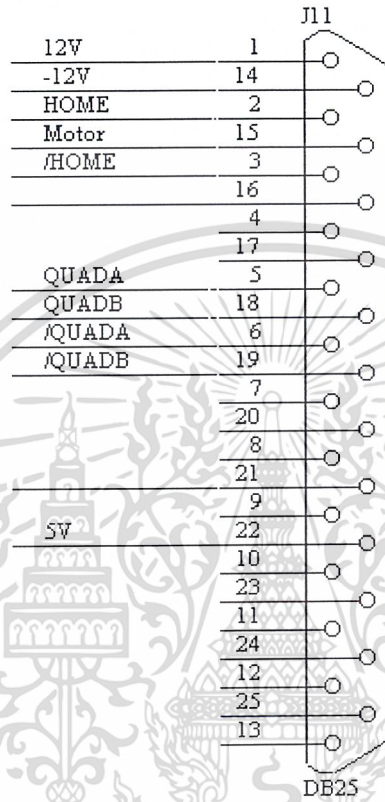 J11
12V 1
-12V 14
HOME 2
Motor 15
/HOME 3
16
4
17
QUADA 5
QUADB 18
/QUADA 6
/QUADB 19
7
20
8
21
9
5V 22
10
23
11
24
12
25
13
DB25